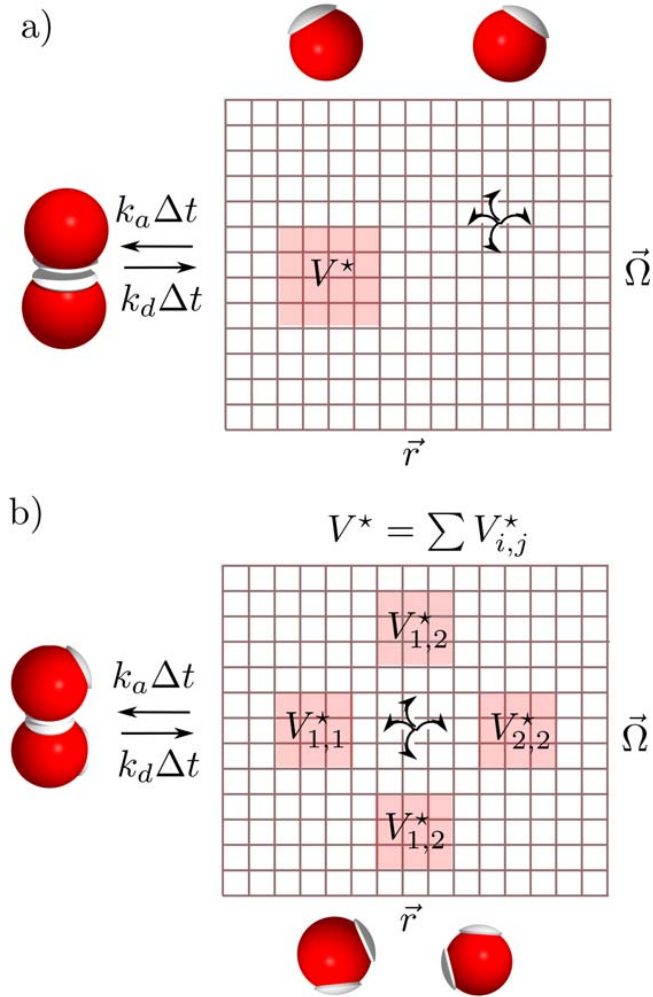 a)
k_a Δt
k_d Δt
V⋆
Ω⃗
r⃗
b)
V⋆ = ∑ V⋆_{i,j}
V⋆_{1,2}
k_a Δt
k_d Δt
V⋆_{1,1}
V⋆_{2,2}
Ω⃗
V⋆_{1,2}
r⃗